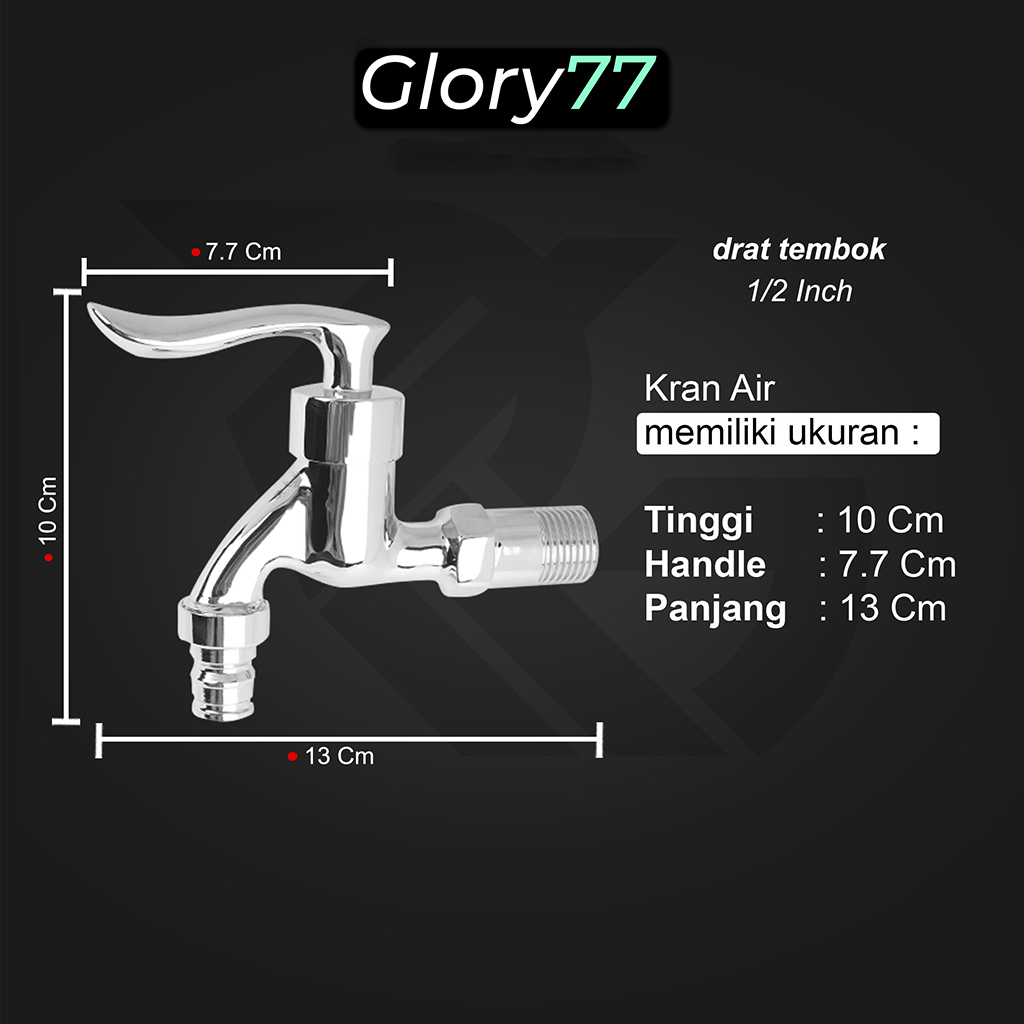 Glory77
7.7 Cm
drat tembok
1/2 Inch
Kran Air
memiliki ukuran :
10 Cm
Tinggi : 10 Cm
Handle : 7.7 Cm
Panjang : 13 Cm
13 Cm